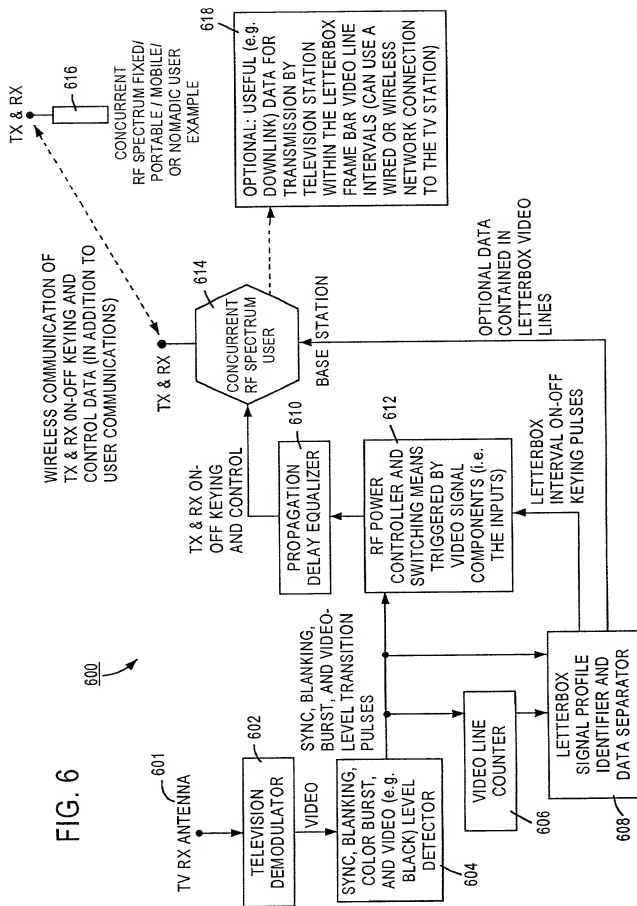 FIG. 6
600
601
TV RX ANTENNA
602
TELEVISION
DEMODULATOR
VIDEO
SYNC, BLANKING,
COLOR BURST,
AND VIDEO (e.g.
BLACK) LEVEL
DETECTOR
604
SYNC, BLANKING,
BURST, AND VIDEO-
LEVEL TRANSITION
PULSES
VIDEO LINE
COUNTER
606
LETTERBOX
SIGNAL PROFILE
IDENTIFIER AND
DATA SEPARATOR
608
TX & RX ON-
OFF KEYING
AND CONTROL
610
PROPAGATION
DELAY EQUALIZER
612
RF POWER
CONTROLLER AND
SWITCHING MEANS
TRIGGERED BY
VIDEO SIGNAL
COMPONENTS (i.e.
THE INPUTS)
LETTERBOX
INTERVAL ON-OFF
KEYING PULSES
WIRELESS COMMUNICATION OF
TX & RX ON-OFF KEYING AND
CONTROL DATA (IN ADDITION TO
USER COMMUNICATIONS)
TX & RX
614
CONCURRENT
RF SPECTRUM
USER
BASE STATION
OPTIONAL DATA
CONTAINED IN
LETTERBOX VIDEO
LINES
TX & RX
616
CONCURRENT
RF SPECTRUM FIXED/
PORTABLE / MOBILE/
OR NOMADIC USER
EXAMPLE
618
OPTIONAL: USEFUL (e.g.
DOWNLINK) DATA FOR
TRANSMISSION BY
TELEVISION STATION
WITHIN THE LETTERBOX
FRAME BAR VIDEO LINE
INTERVALS (CAN USE A
WIRED OR WIRELESS
NETWORK CONNECTION
TO THE TV STATION)